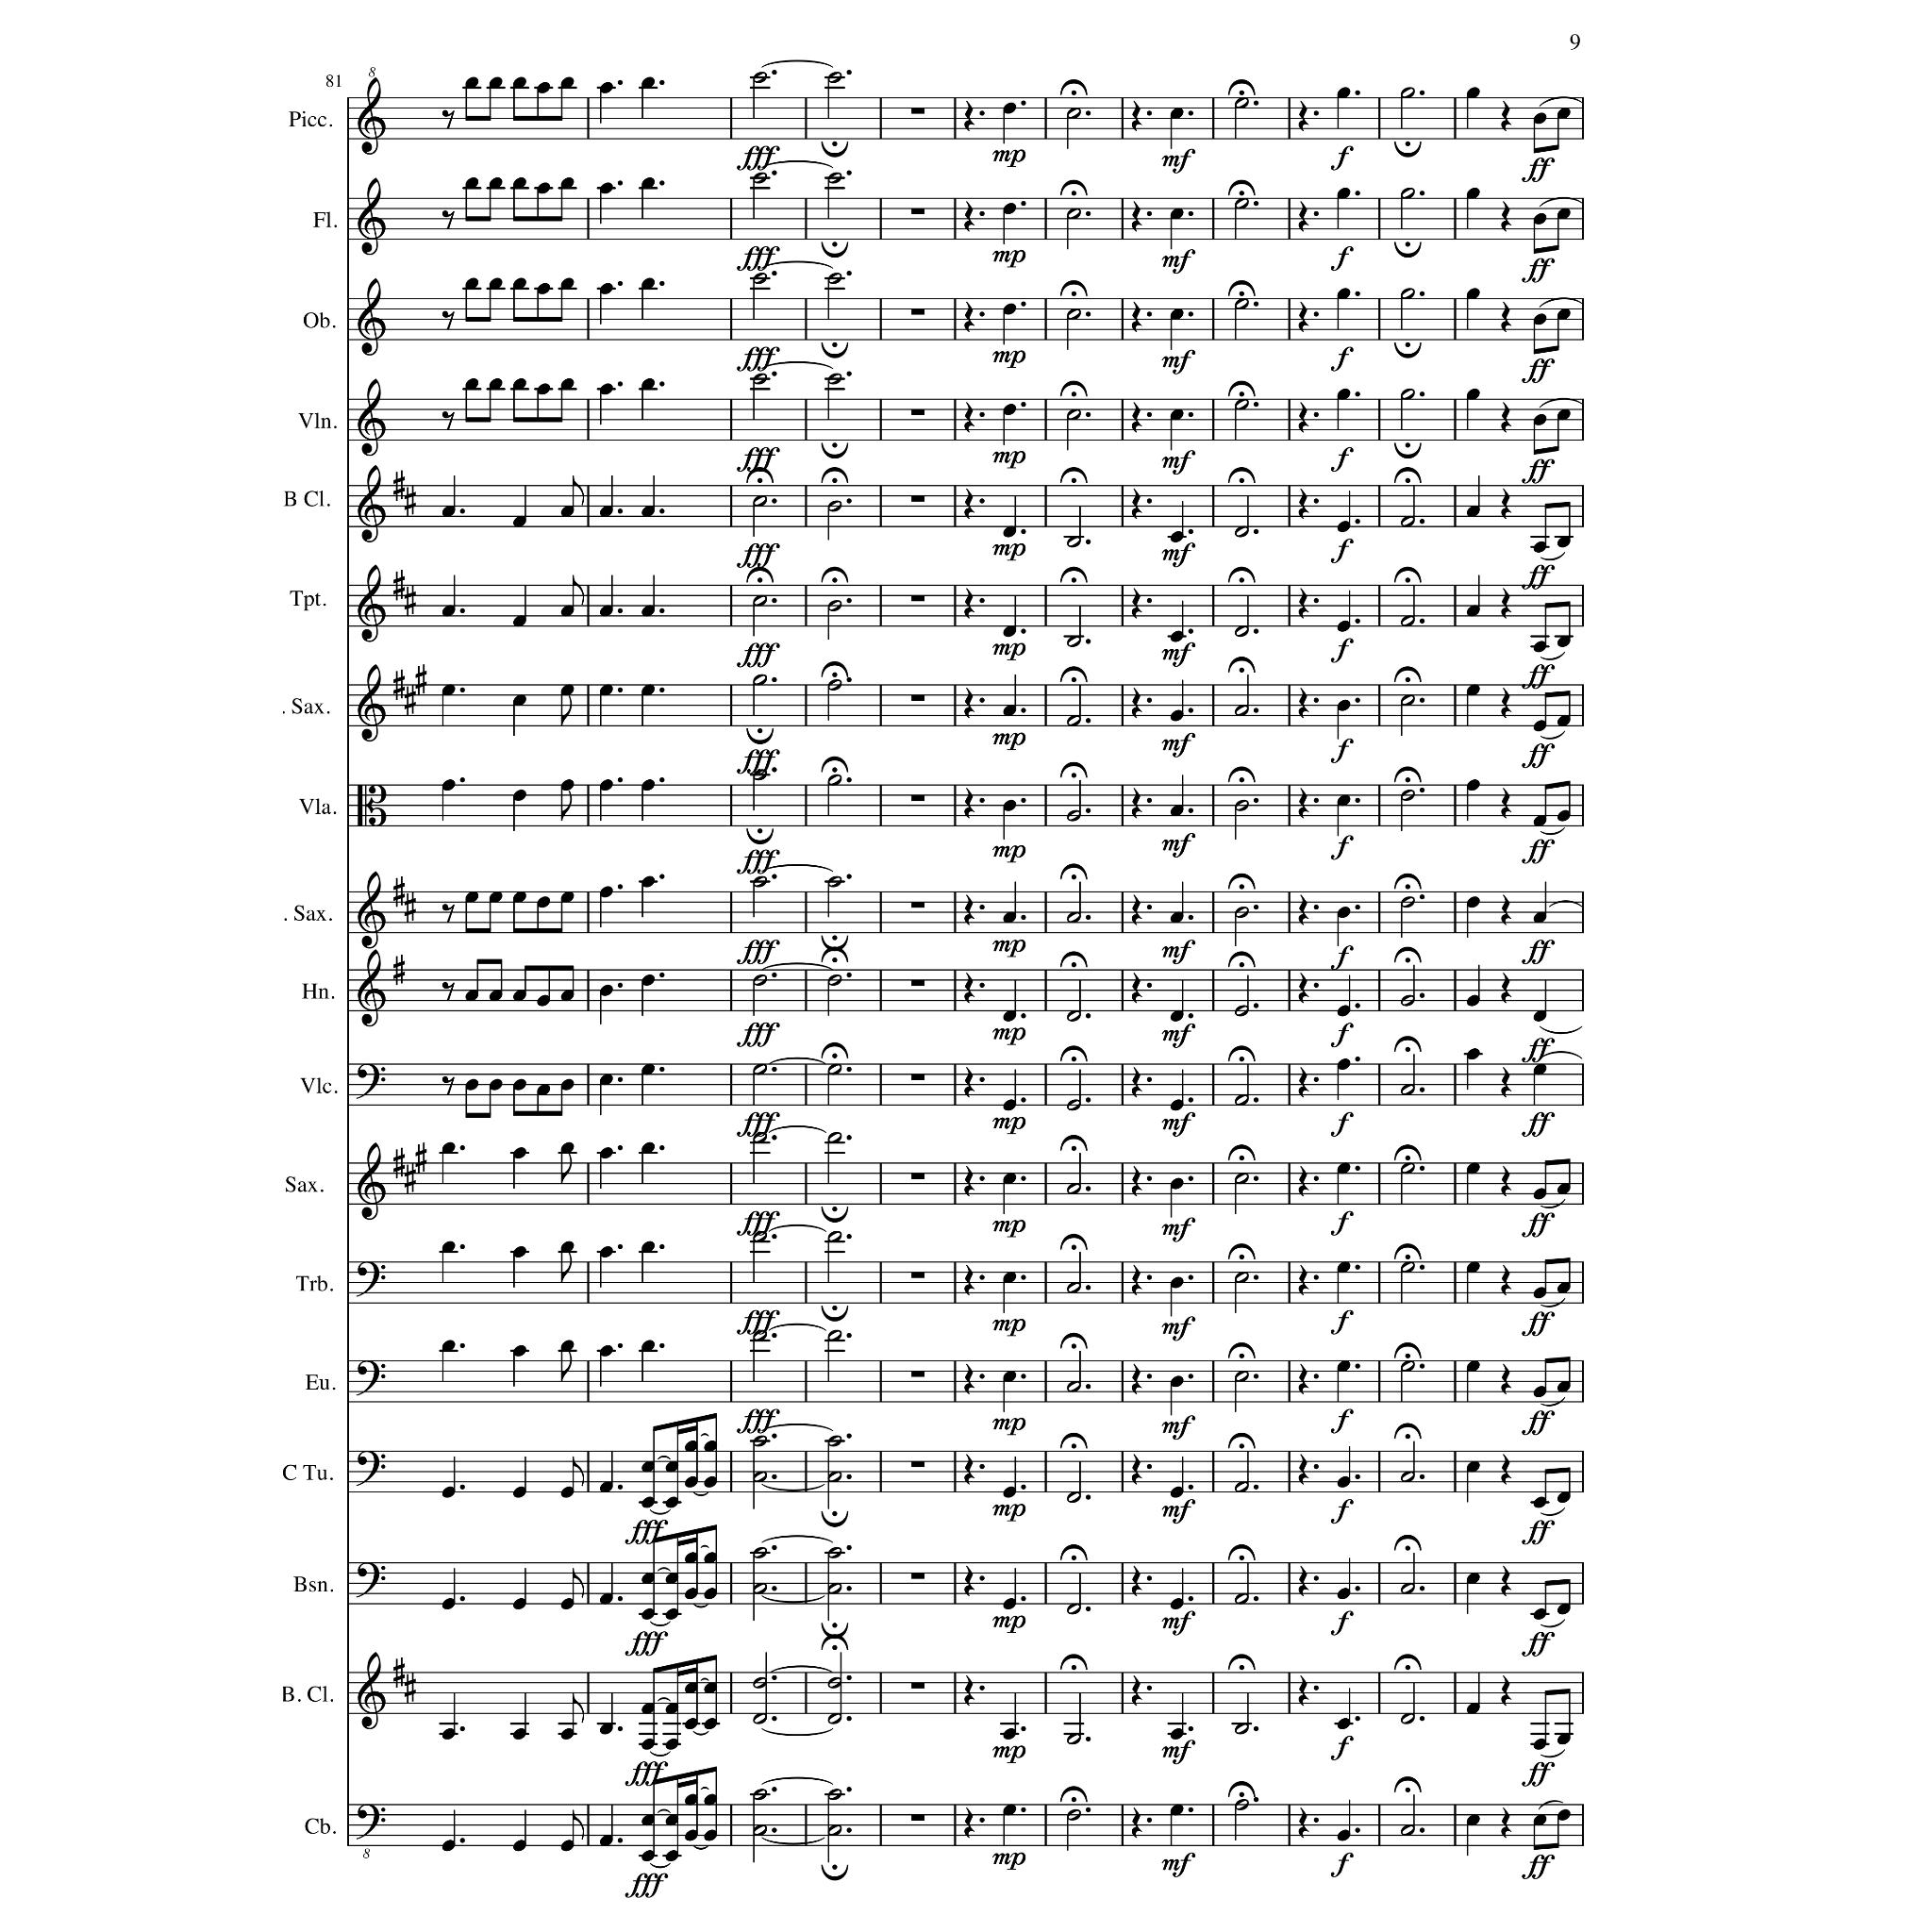 9
81
8
Picc.
fff mp mf f ff
Fl.
fff mp mf f ff
Ob.
fff mp mf f ff
Vln.
fff mp mf f ff
B Cl.
fff mp mf f ff
Tpt.
fff mp mf f ff
. Sax.
fff mp mf f ff
Vla.
fff mp mf f ff
. Sax.
fff mp mf f ff
Hn.
fff mp mf f ff
Vlc.
fff mp mf f ff
Sax.
fff mp mf f ff
Trb.
fff mp mf f ff
Eu.
fff mp mf f ff
C Tu.
fff mp mf f ff
Bsn.
fff mp mf f ff
B. Cl.
fff mp mf f ff
Cb.
8
fff mp mf f ff